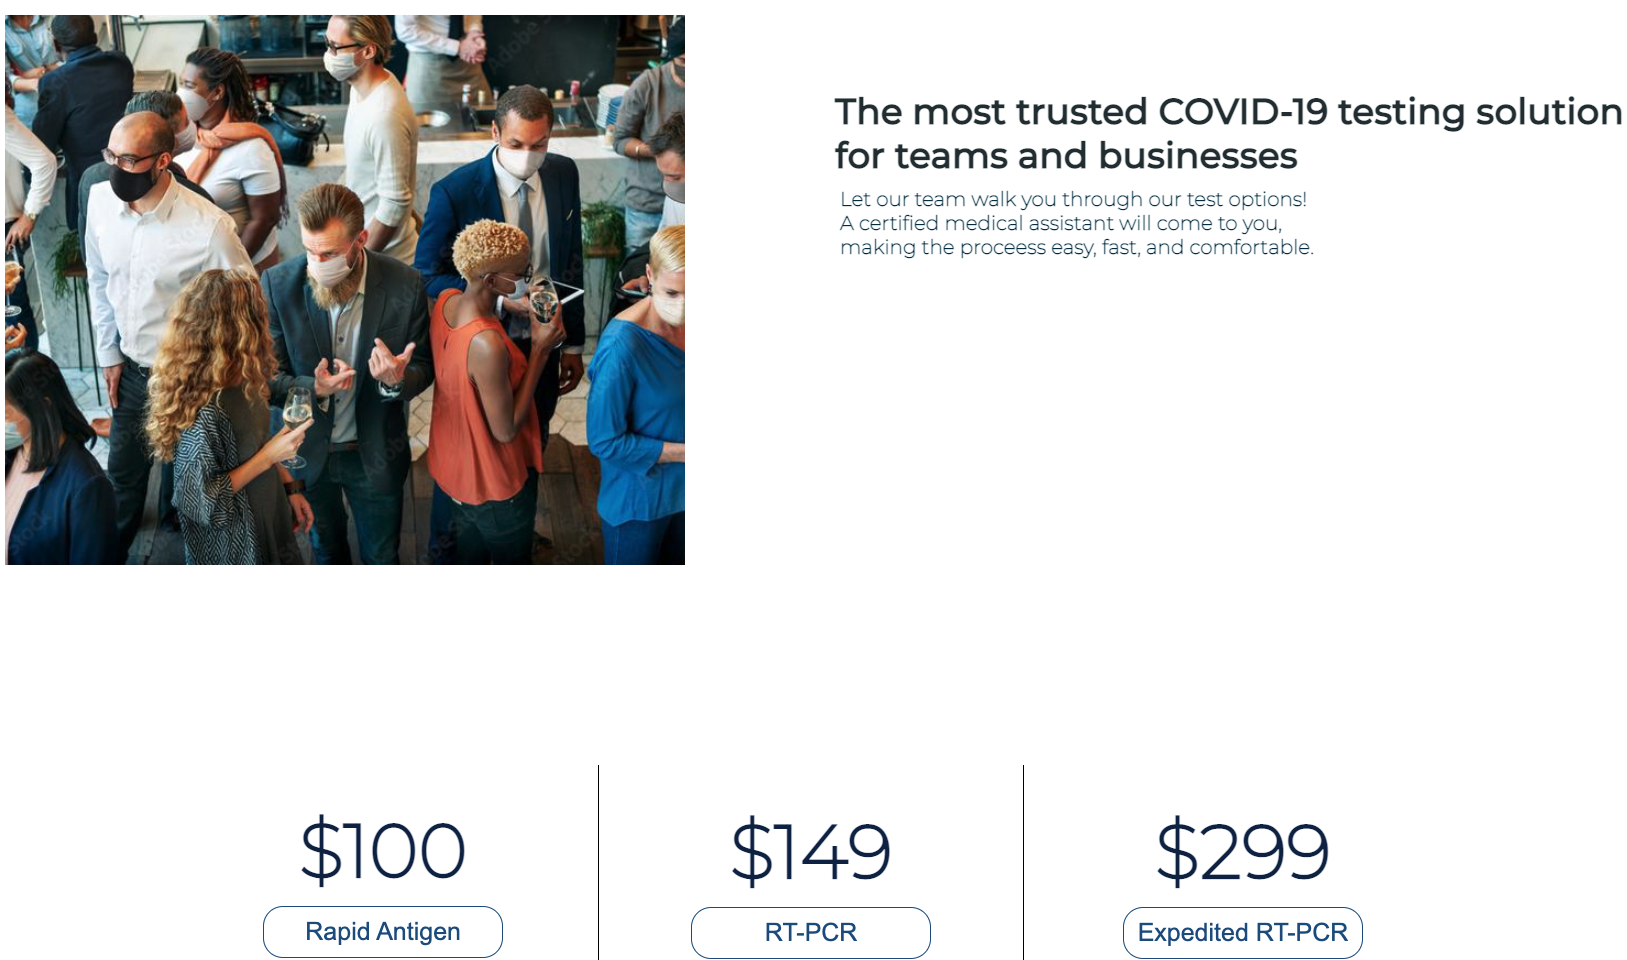 The most trusted COVID-19 testing solution
for teams and businesses
Let our team walk you through our test options!
A certified medical assistant will come to you,
making the proceess easy, fast, and comfortable.
$100
$149
$299
Rapid Antigen
RT-PCR
Expedited RT-PCR